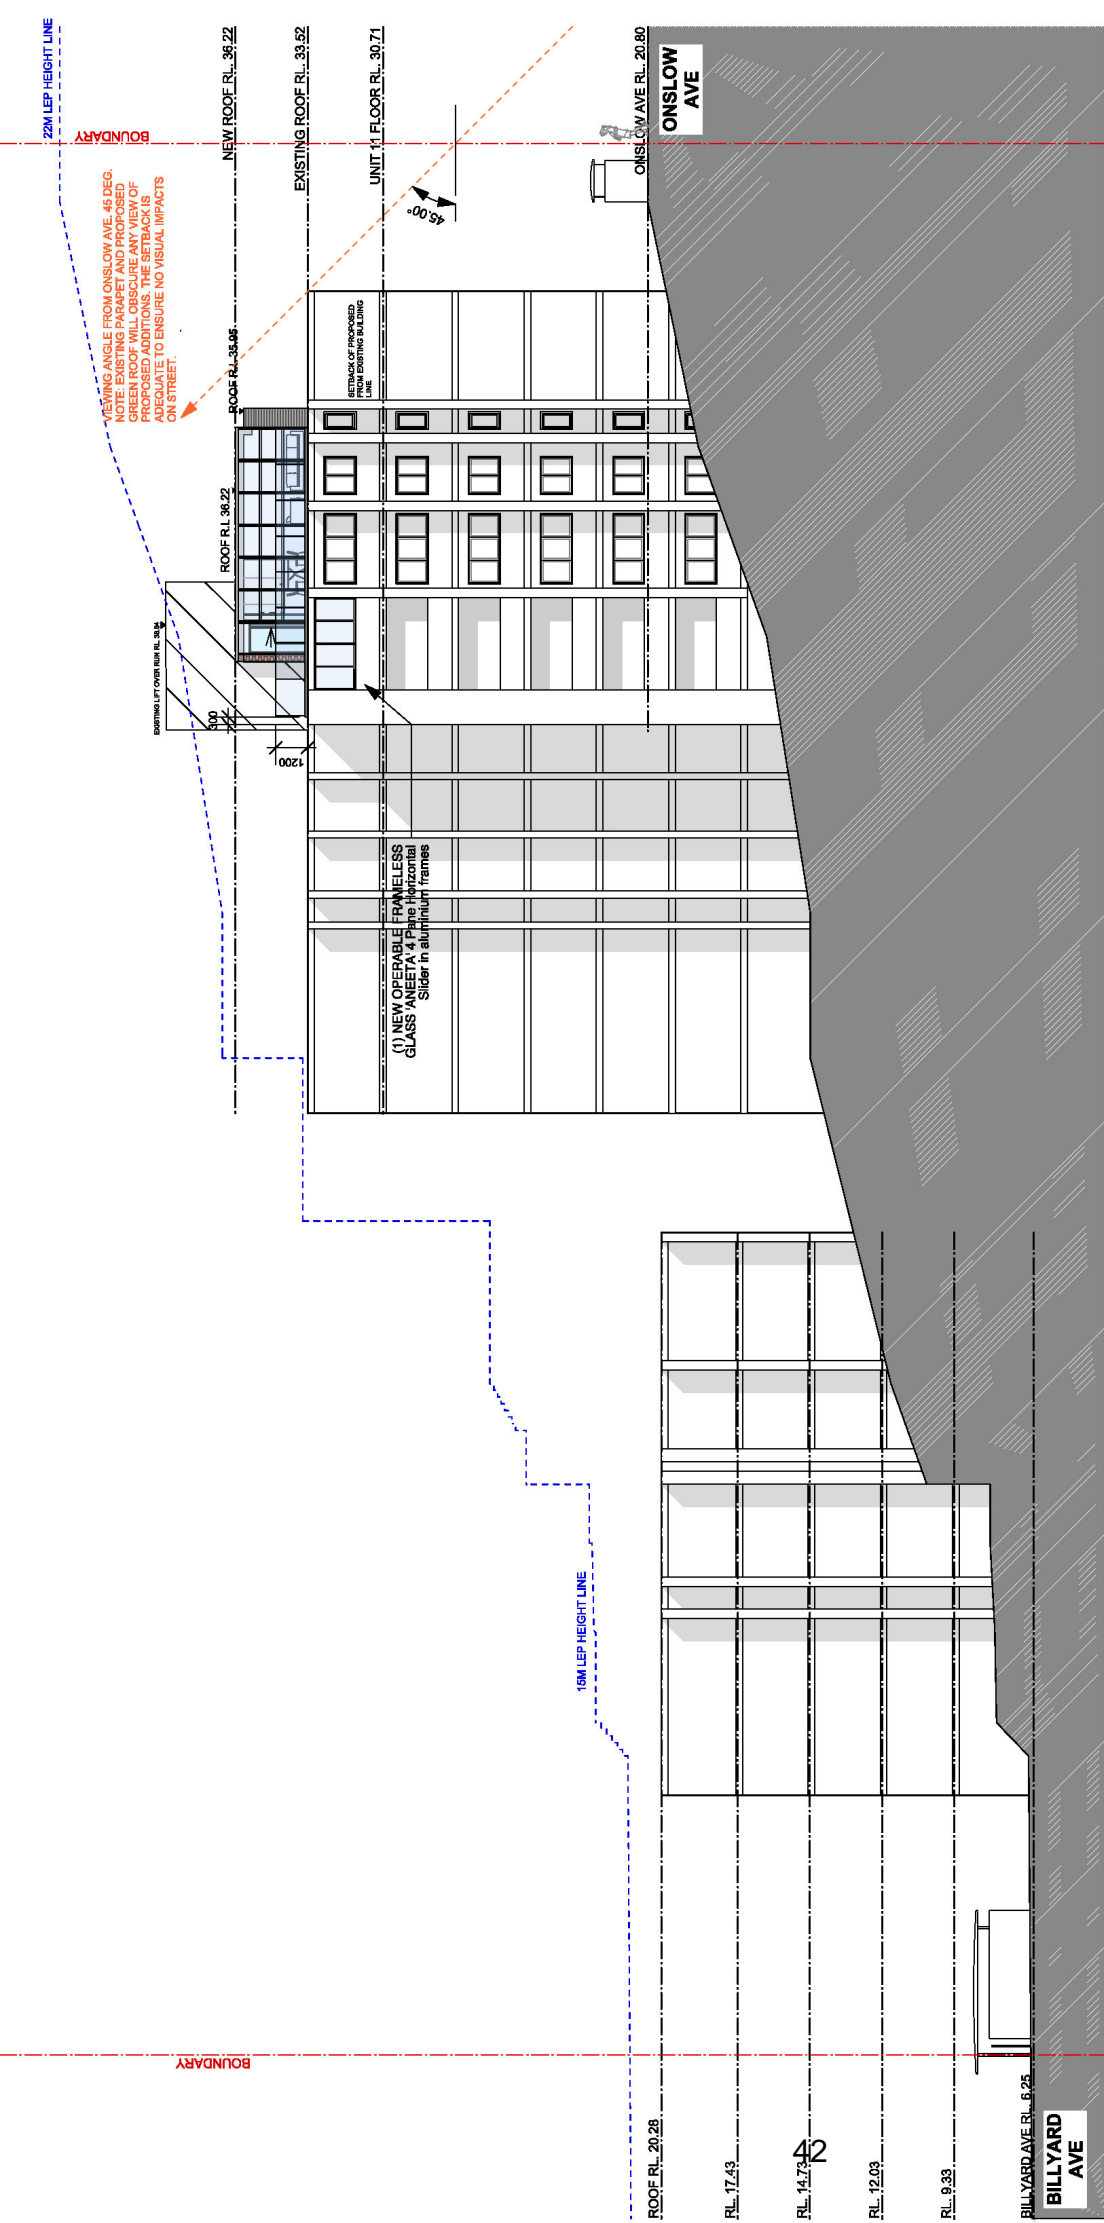 22M LEP HEIGHT LINE
BOUNDARY
VIEWING ANGLE FROM ONSLOW AVE. 45 DEG.
NOTE: EXISTING PARAPET AND PROPOSED
GREEN ROOF WILL OBSCURE ANY VIEW OF
PROPOSED ADDITIONS. THE SETBACK IS
ADEQUATE TO ENSURE NO VISUAL IMPACTS
ON STREET.
NEW ROOF RL. 36.22
EXISTING ROOF RL. 33.52
UNIT 11 FLOOR RL. 30.71
ONSLOW AVE RL. 20.80
ONSLOW
AVE
45.00°
ROOF R.L 35.95
ROOF R.L 36.22
SETBACK OF PROPOSED
FROM EXISTING BUILDING
LINE
EXISTING LIFT OVER RUN RL. 38.94
300
1200
(1) NEW OPERABLE FRAMELESS
GLASS 'ANEETA' 4 Pane Horizontal
Slider in aluminium frames
15M LEP HEIGHT LINE
BOUNDARY
ROOF RL. 20.28
RL. 17.43
RL. 14.73
RL. 12.03
RL. 9.33
BILLYARD AVE RL. 6.25
BILLYARD
AVE
42